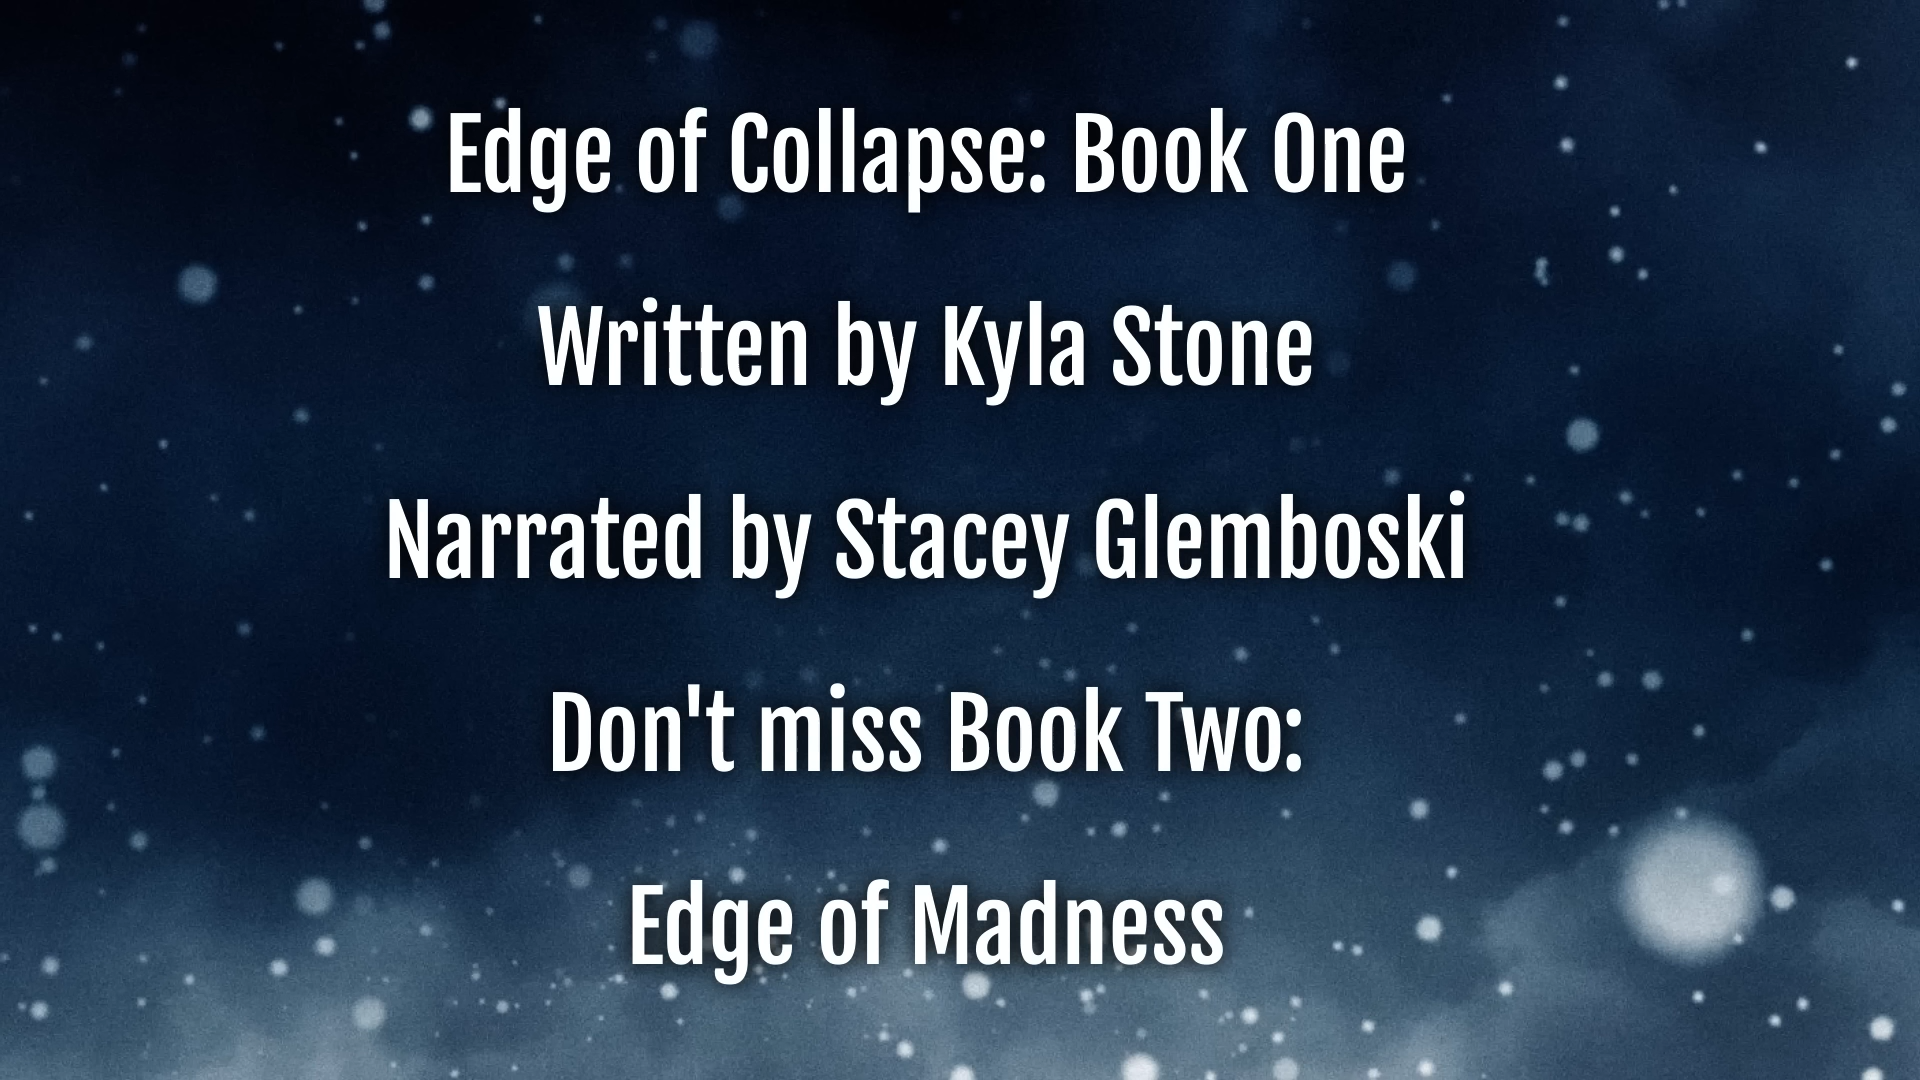 Edge of Collapse: Book One
Written by Kyla Stone
Narrated by Stacey Glemboski
Don't miss Book Two:
Edge of Madness